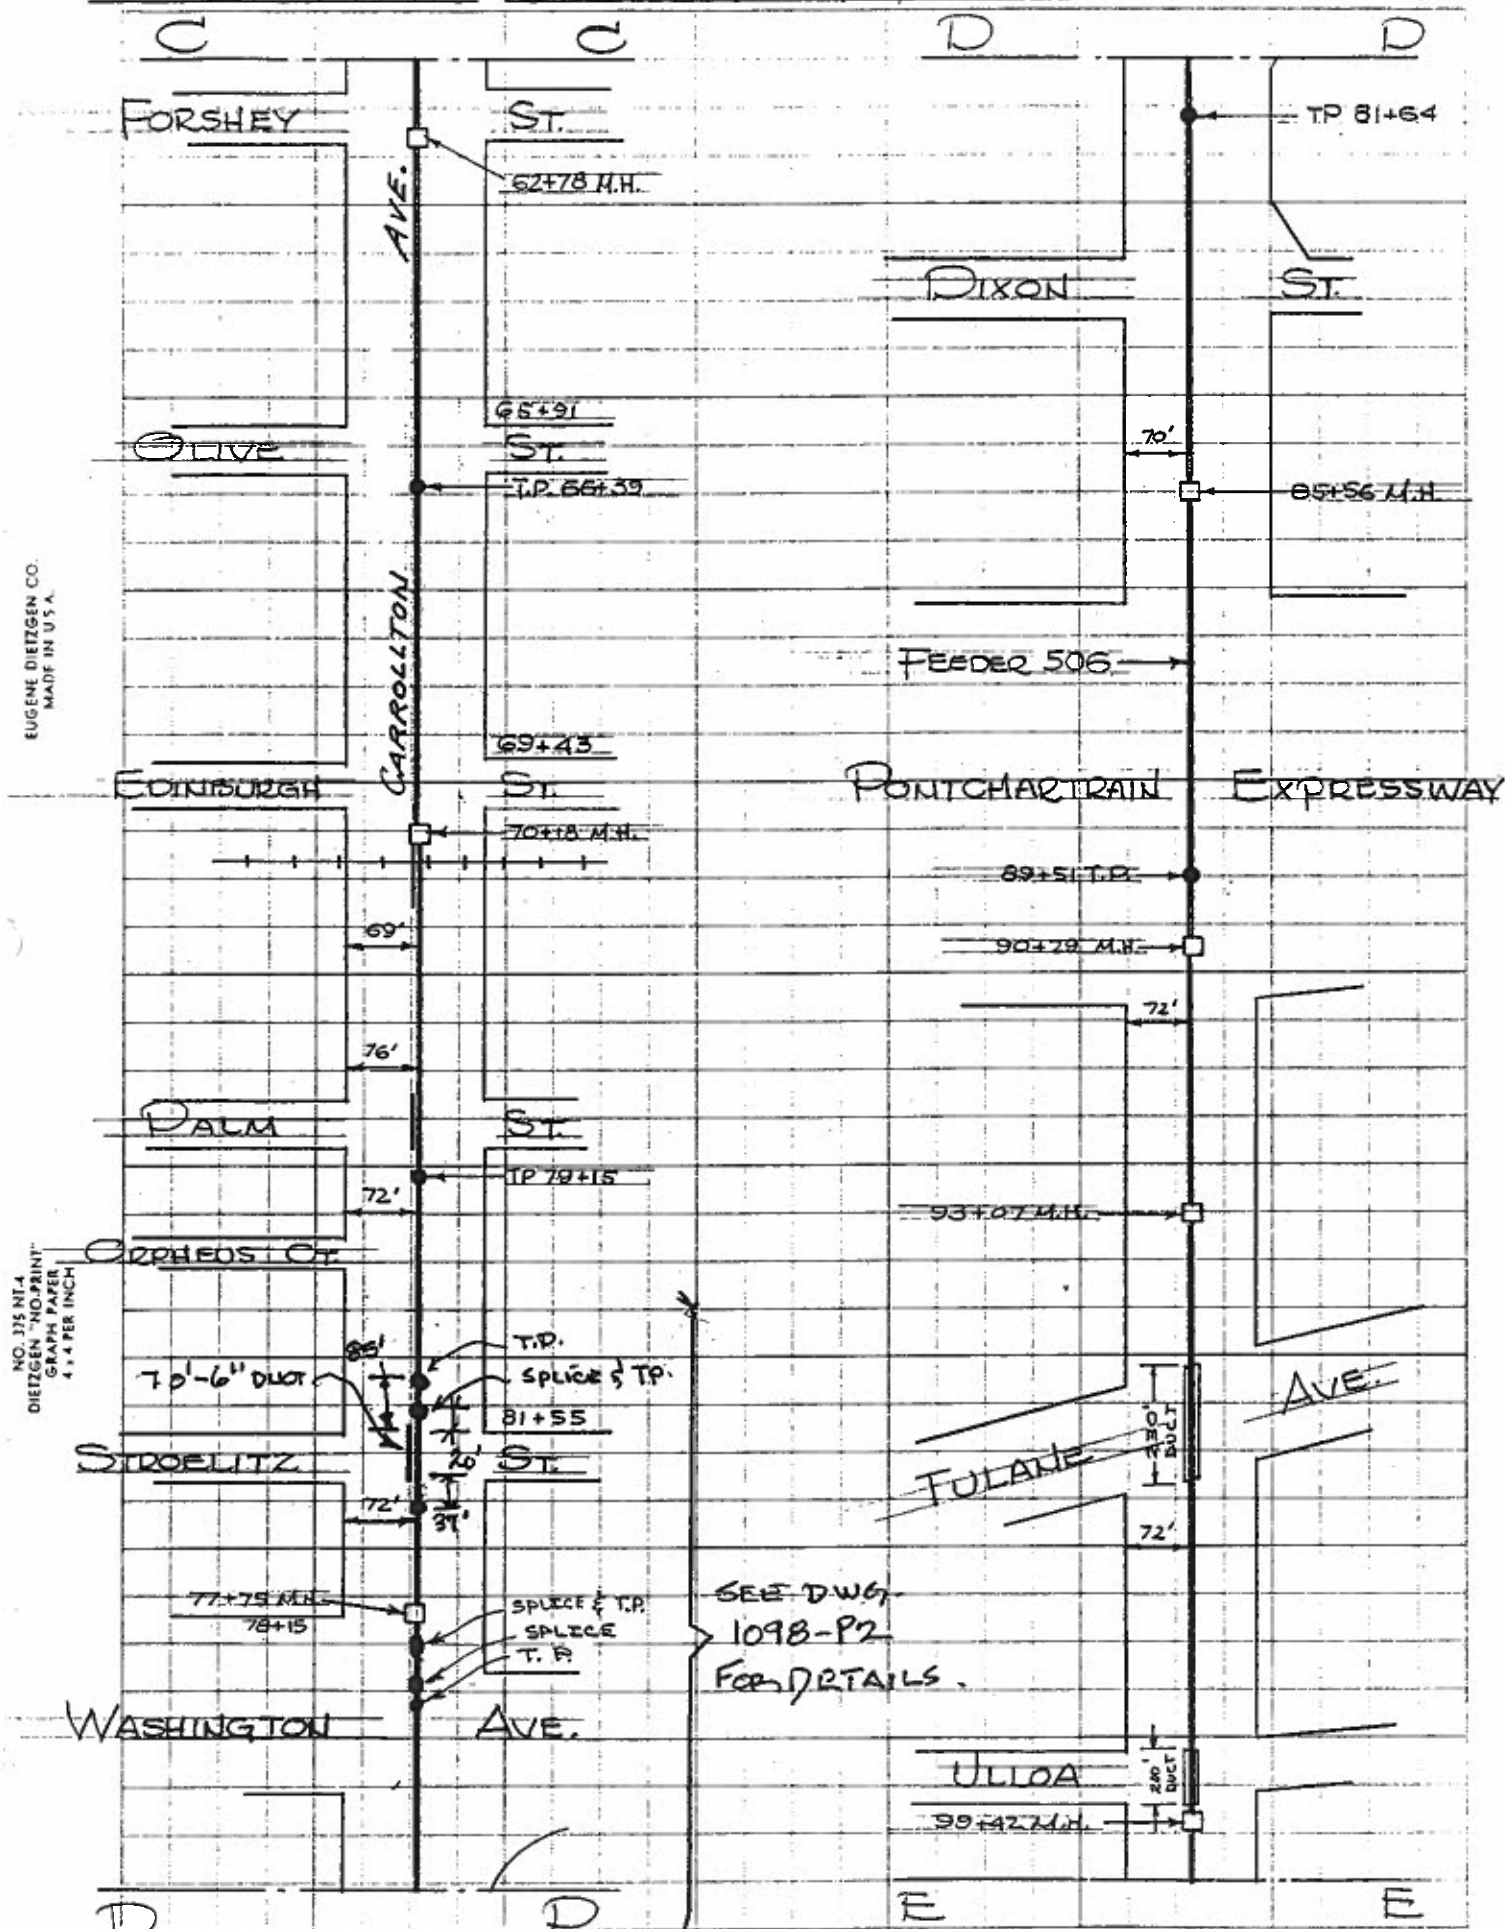 C C
FORSHEY ST.
62+78 M.H.
AVE.
65+91
OLIVE ST.
T.P. 66+39
CARROLLTON
69+43
EDINBURGH ST.
70+18 M.H.
69'
76'
PALM ST.
TP 79+15
72'
ORPHEUS CT.
85'
T.P.
70'-6" DUCT
SPLICE & T.P.
81+55
STROELITZ ST.
26'
72'
37'
77+75 M.H.
78+15
SPLICE & T.P.
SPLICE
T.P.
WASHINGTON AVE.
D D
SEE DWG
1098-P2
FOR DETAILS.
D D
TP 81+64
DIXON ST.
70'
85+56 M.H.
FEEDER 506
PONTCHARTRAIN EXPRESSWAY
89+51 T.P.
90+29 M.H.
72'
93+07 M.H.
230'
DUCT
TULANE AVE.
72'
ULLOA
DUCT
99+42 M.H.
E E
EUGENE DIETZGEN CO.
MADE IN U.S.A.
NO. 375 NT-4
DIETZGEN "NO-PRINT"
GRAPH PAPER
4 x 4 PER INCH